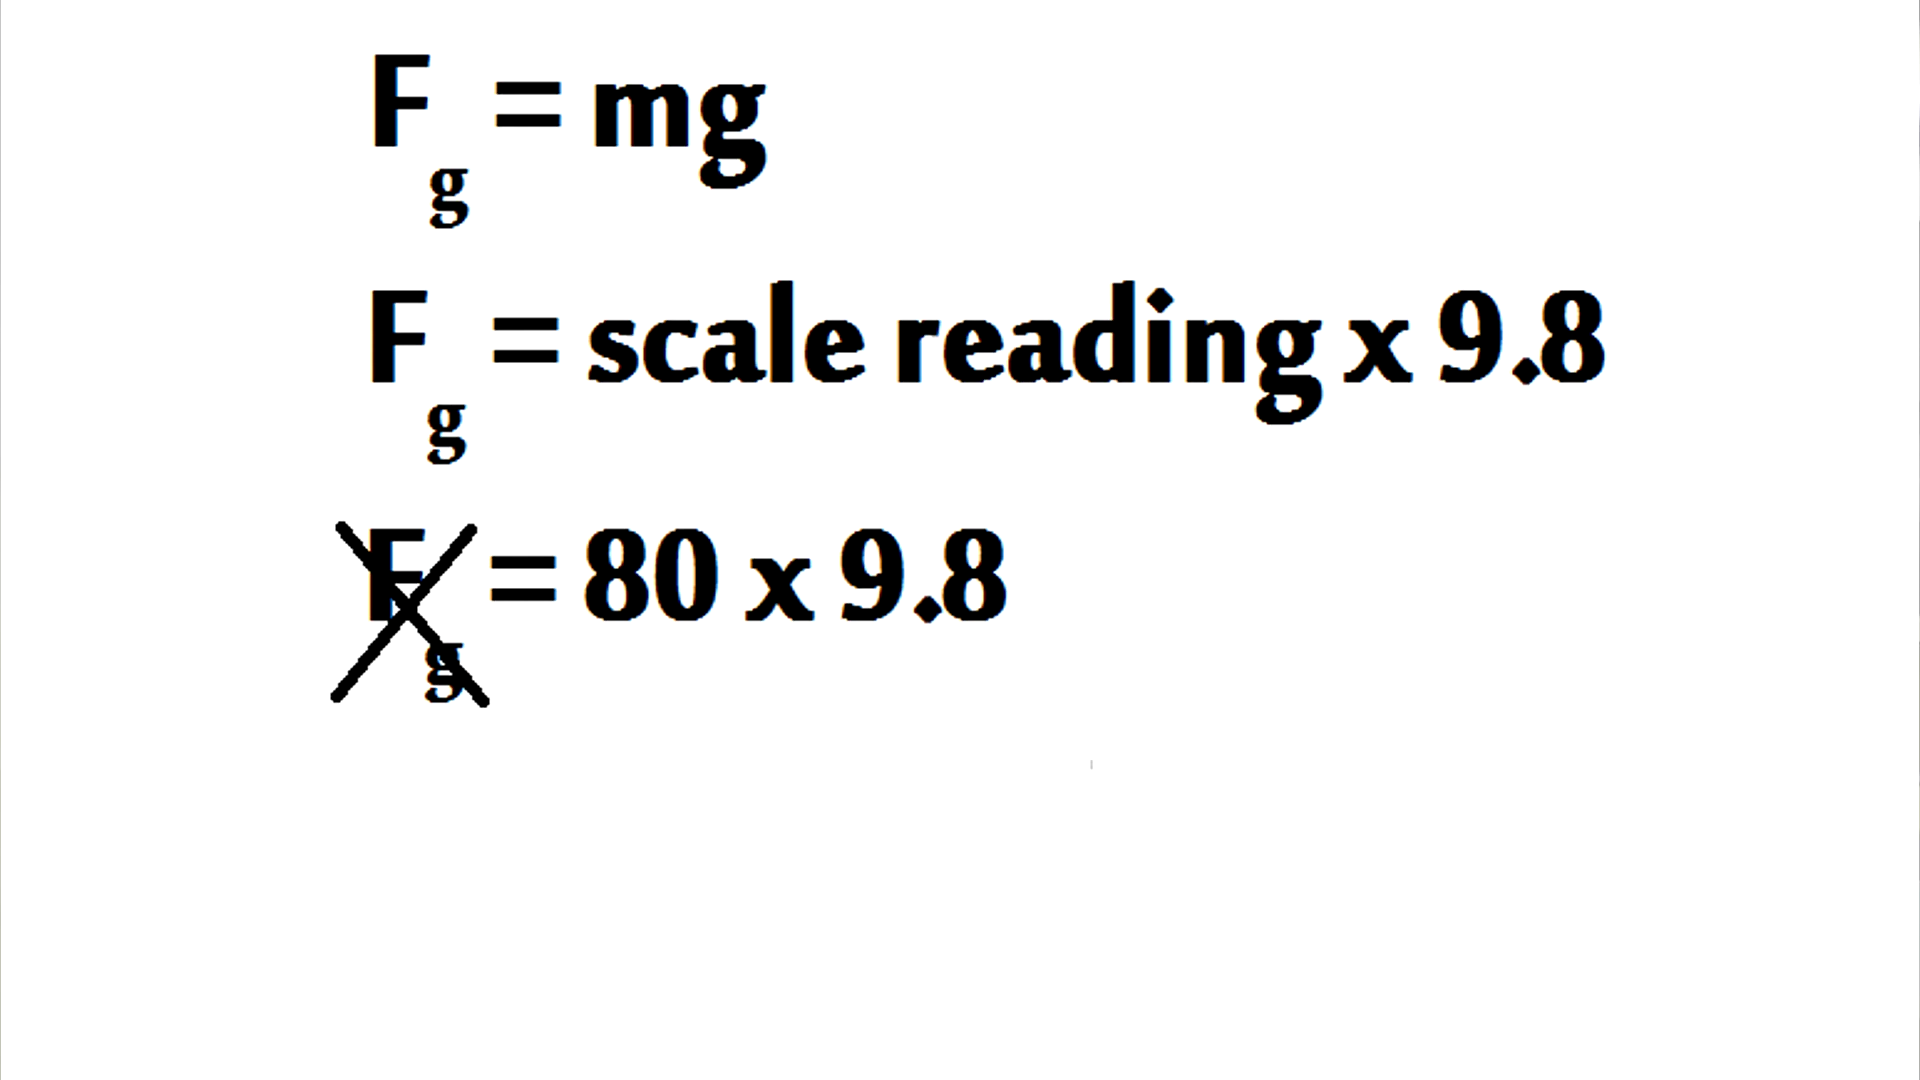 Fg = mg
Fg = scale reading x 9.8
Fg = 80 x 9.8